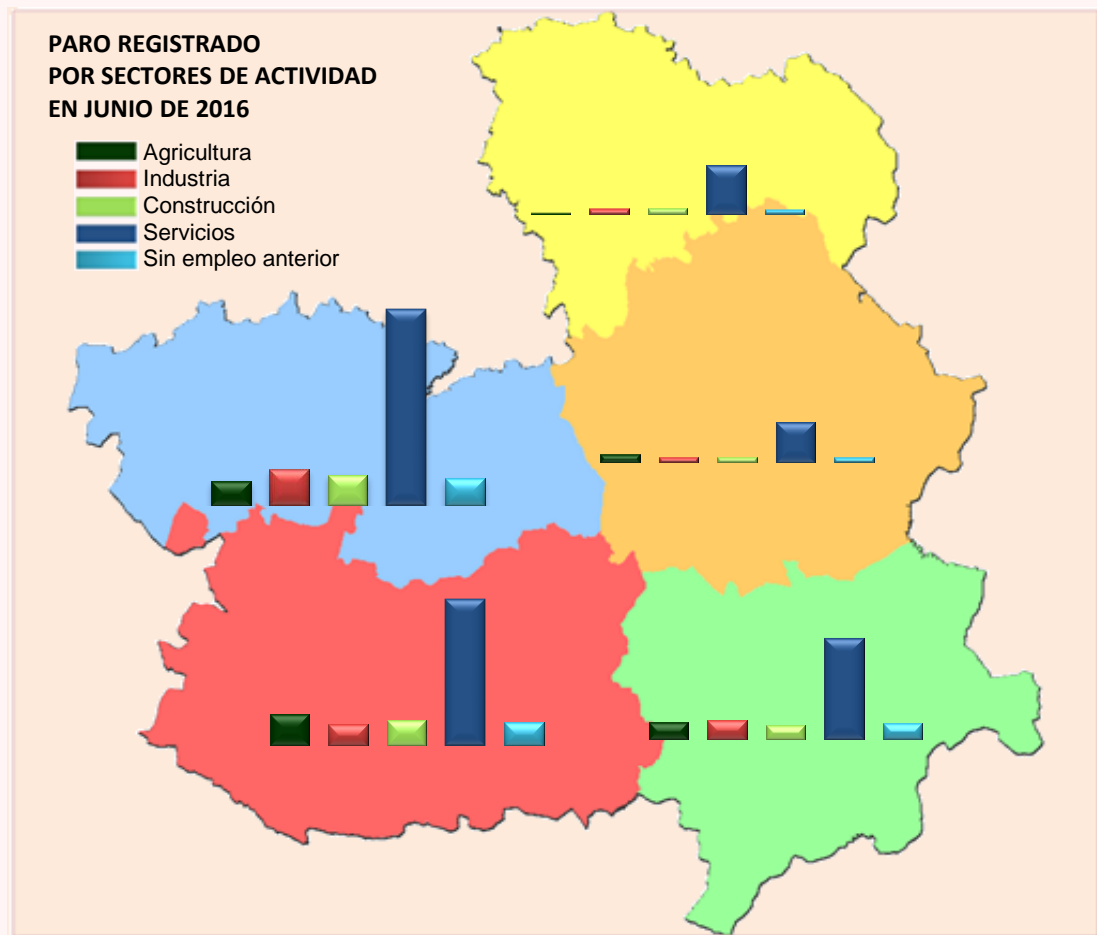 PARO REGISTRADO
POR SECTORES DE ACTIVIDAD
EN JUNIO DE 2016
Agricultura
Industria
Construcción
Servicios
Sin empleo anterior